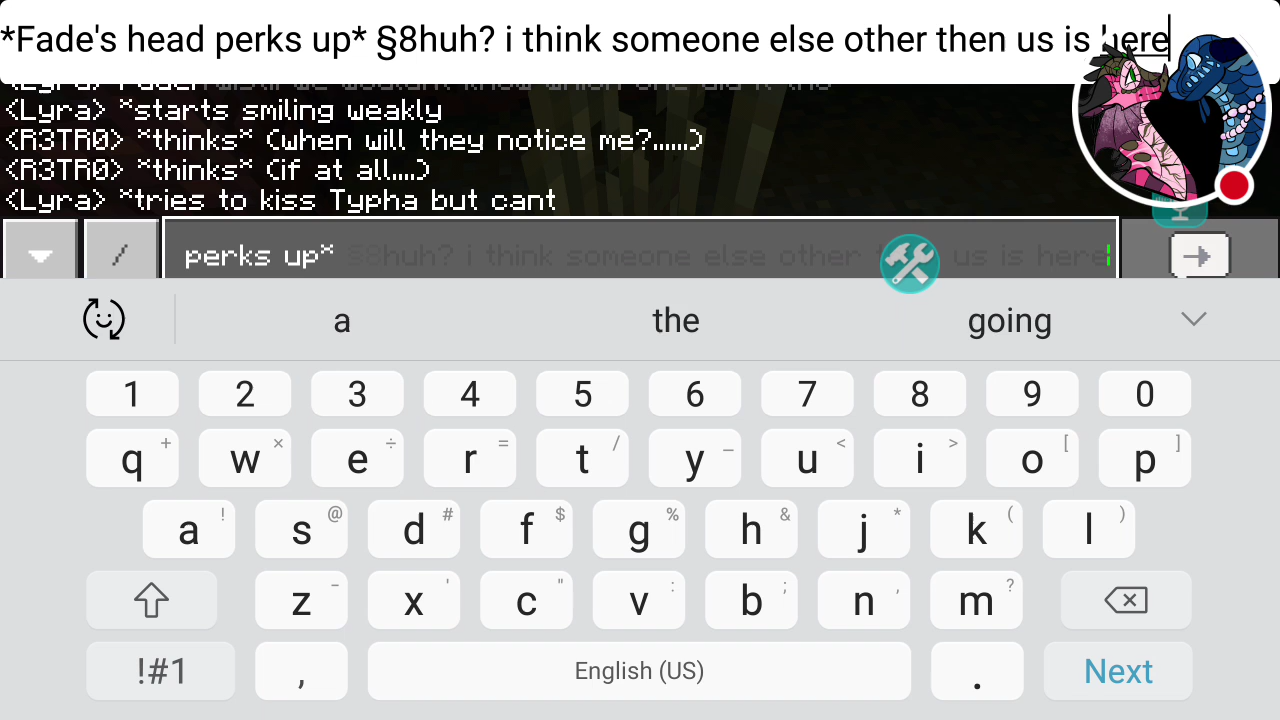 *Fade's head perks up* §8huh? i think someone else other then us is here
<Lyra> *starts smiling weakly
<R3TR0> *thinks* (when will they notice me?......)
<R3TR0> *thinks* (if at all....)
<Lyra> *tries to kiss Typha but cant
/ perks up* §8huh? i think someone else other us is here
a the going
1 2 3 4 5 6 7 8 9 0
q + w × e ÷ r = t / y _ u < i > o [ p ]
a ! s @ d # f $ g % h & j * k ( l )
z - x ' c " v : b ; n , m ?
!#1 , English (US) . Next